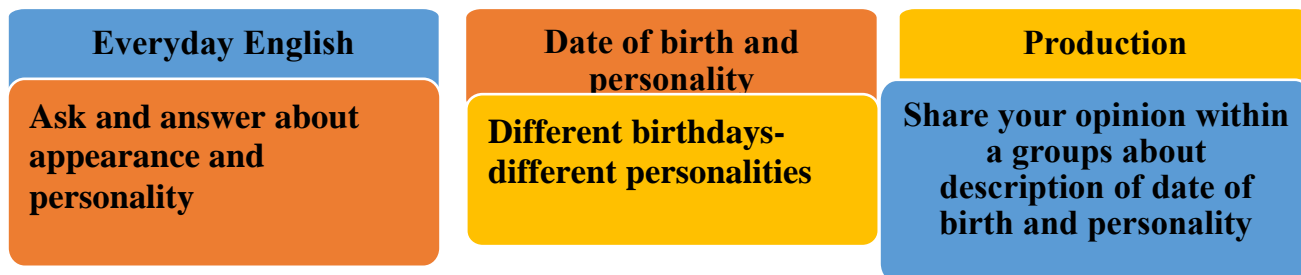 Everyday English
Ask and answer about
appearance and
personality
Date of birth and
personality
Different birthdays-
different personalities
Production
Share your opinion within
a groups about
description of date of
birth and personality